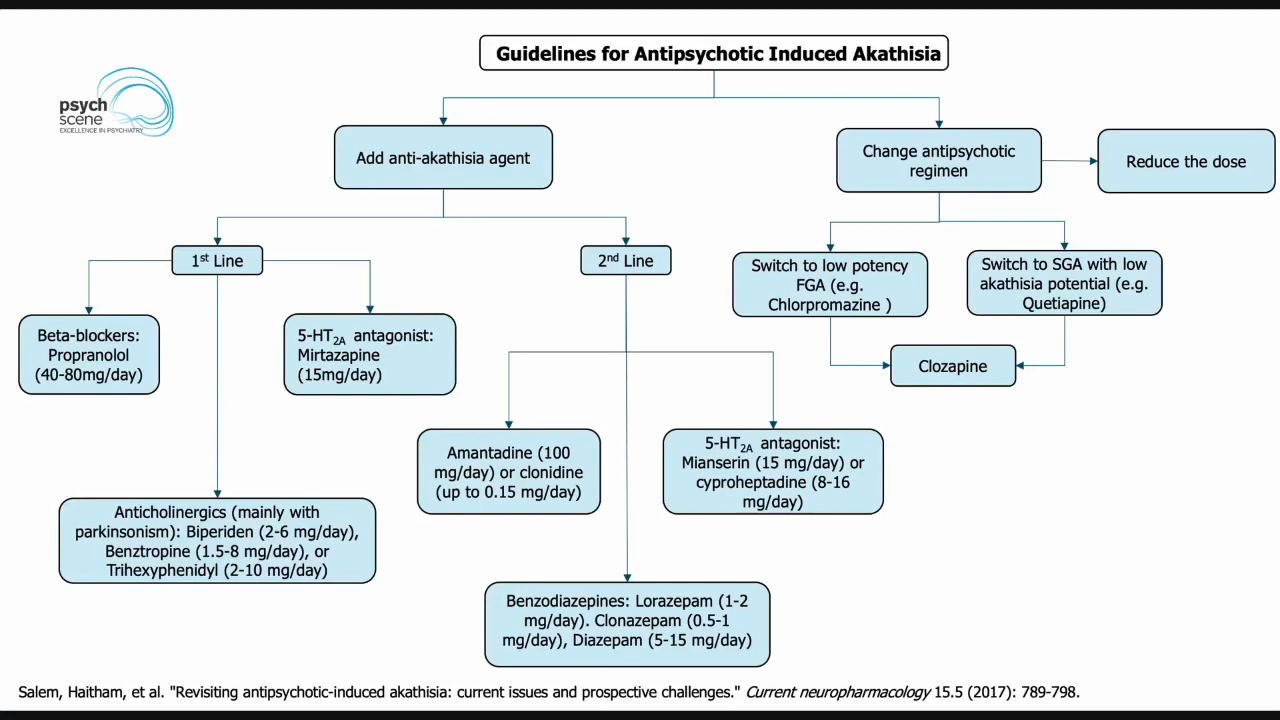 Guidelines for Antipsychotic Induced Akathisia
psych
scene
EXCELLENCE IN PSYCHIATRY
Add anti-akathisia agent
Change antipsychotic
regimen
Reduce the dose
1st Line
2nd Line
Switch to low potency
FGA (e.g.
Chlorpromazine )
Switch to SGA with low
akathisia potential (e.g.
Quetiapine)
Beta-blockers:
Propranolol
(40-80mg/day)
5-HT2A antagonist:
Mirtazapine
(15mg/day)
Clozapine
Amantadine (100
mg/day) or clonidine
(up to 0.15 mg/day)
5-HT2A antagonist:
Mianserin (15 mg/day) or
cyproheptadine (8-16
mg/day)
Anticholinergics (mainly with
parkinsonism): Biperiden (2-6 mg/day),
Benztropine (1.5-8 mg/day), or
Trihexyphenidyl (2-10 mg/day)
Benzodiazepines: Lorazepam (1-2
mg/day). Clonazepam (0.5-1
mg/day), Diazepam (5-15 mg/day)
Salem, Haitham, et al. "Revisiting antipsychotic-induced akathisia: current issues and prospective challenges." Current neuropharmacology 15.5 (2017): 789-798.